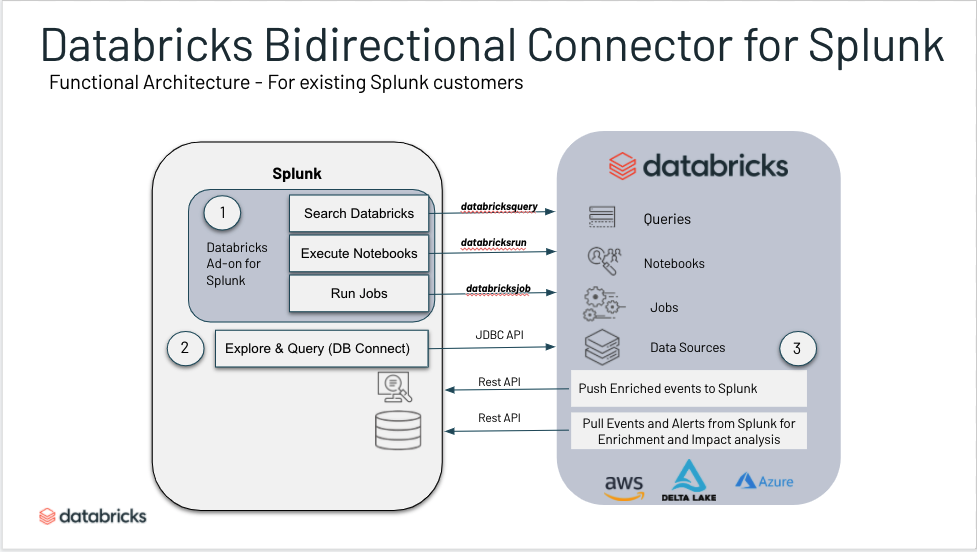 Databricks Bidirectional Connector for Splunk
Functional Architecture - For existing Splunk customers
Splunk
1
Databricks
Ad-on for
Splunk
Search Databricks
Execute Notebooks
Run Jobs
2
Explore & Query (DB Connect)
databricksquery
databricksrun
databricksjob
JDBC API
Rest API
Rest API
databricks
Queries
Notebooks
Jobs
Data Sources
3
Push Enriched events to Splunk
Pull Events and Alerts from Splunk for
Enrichment and Impact analysis
aws
DELTA LAKE
Azure
databricks